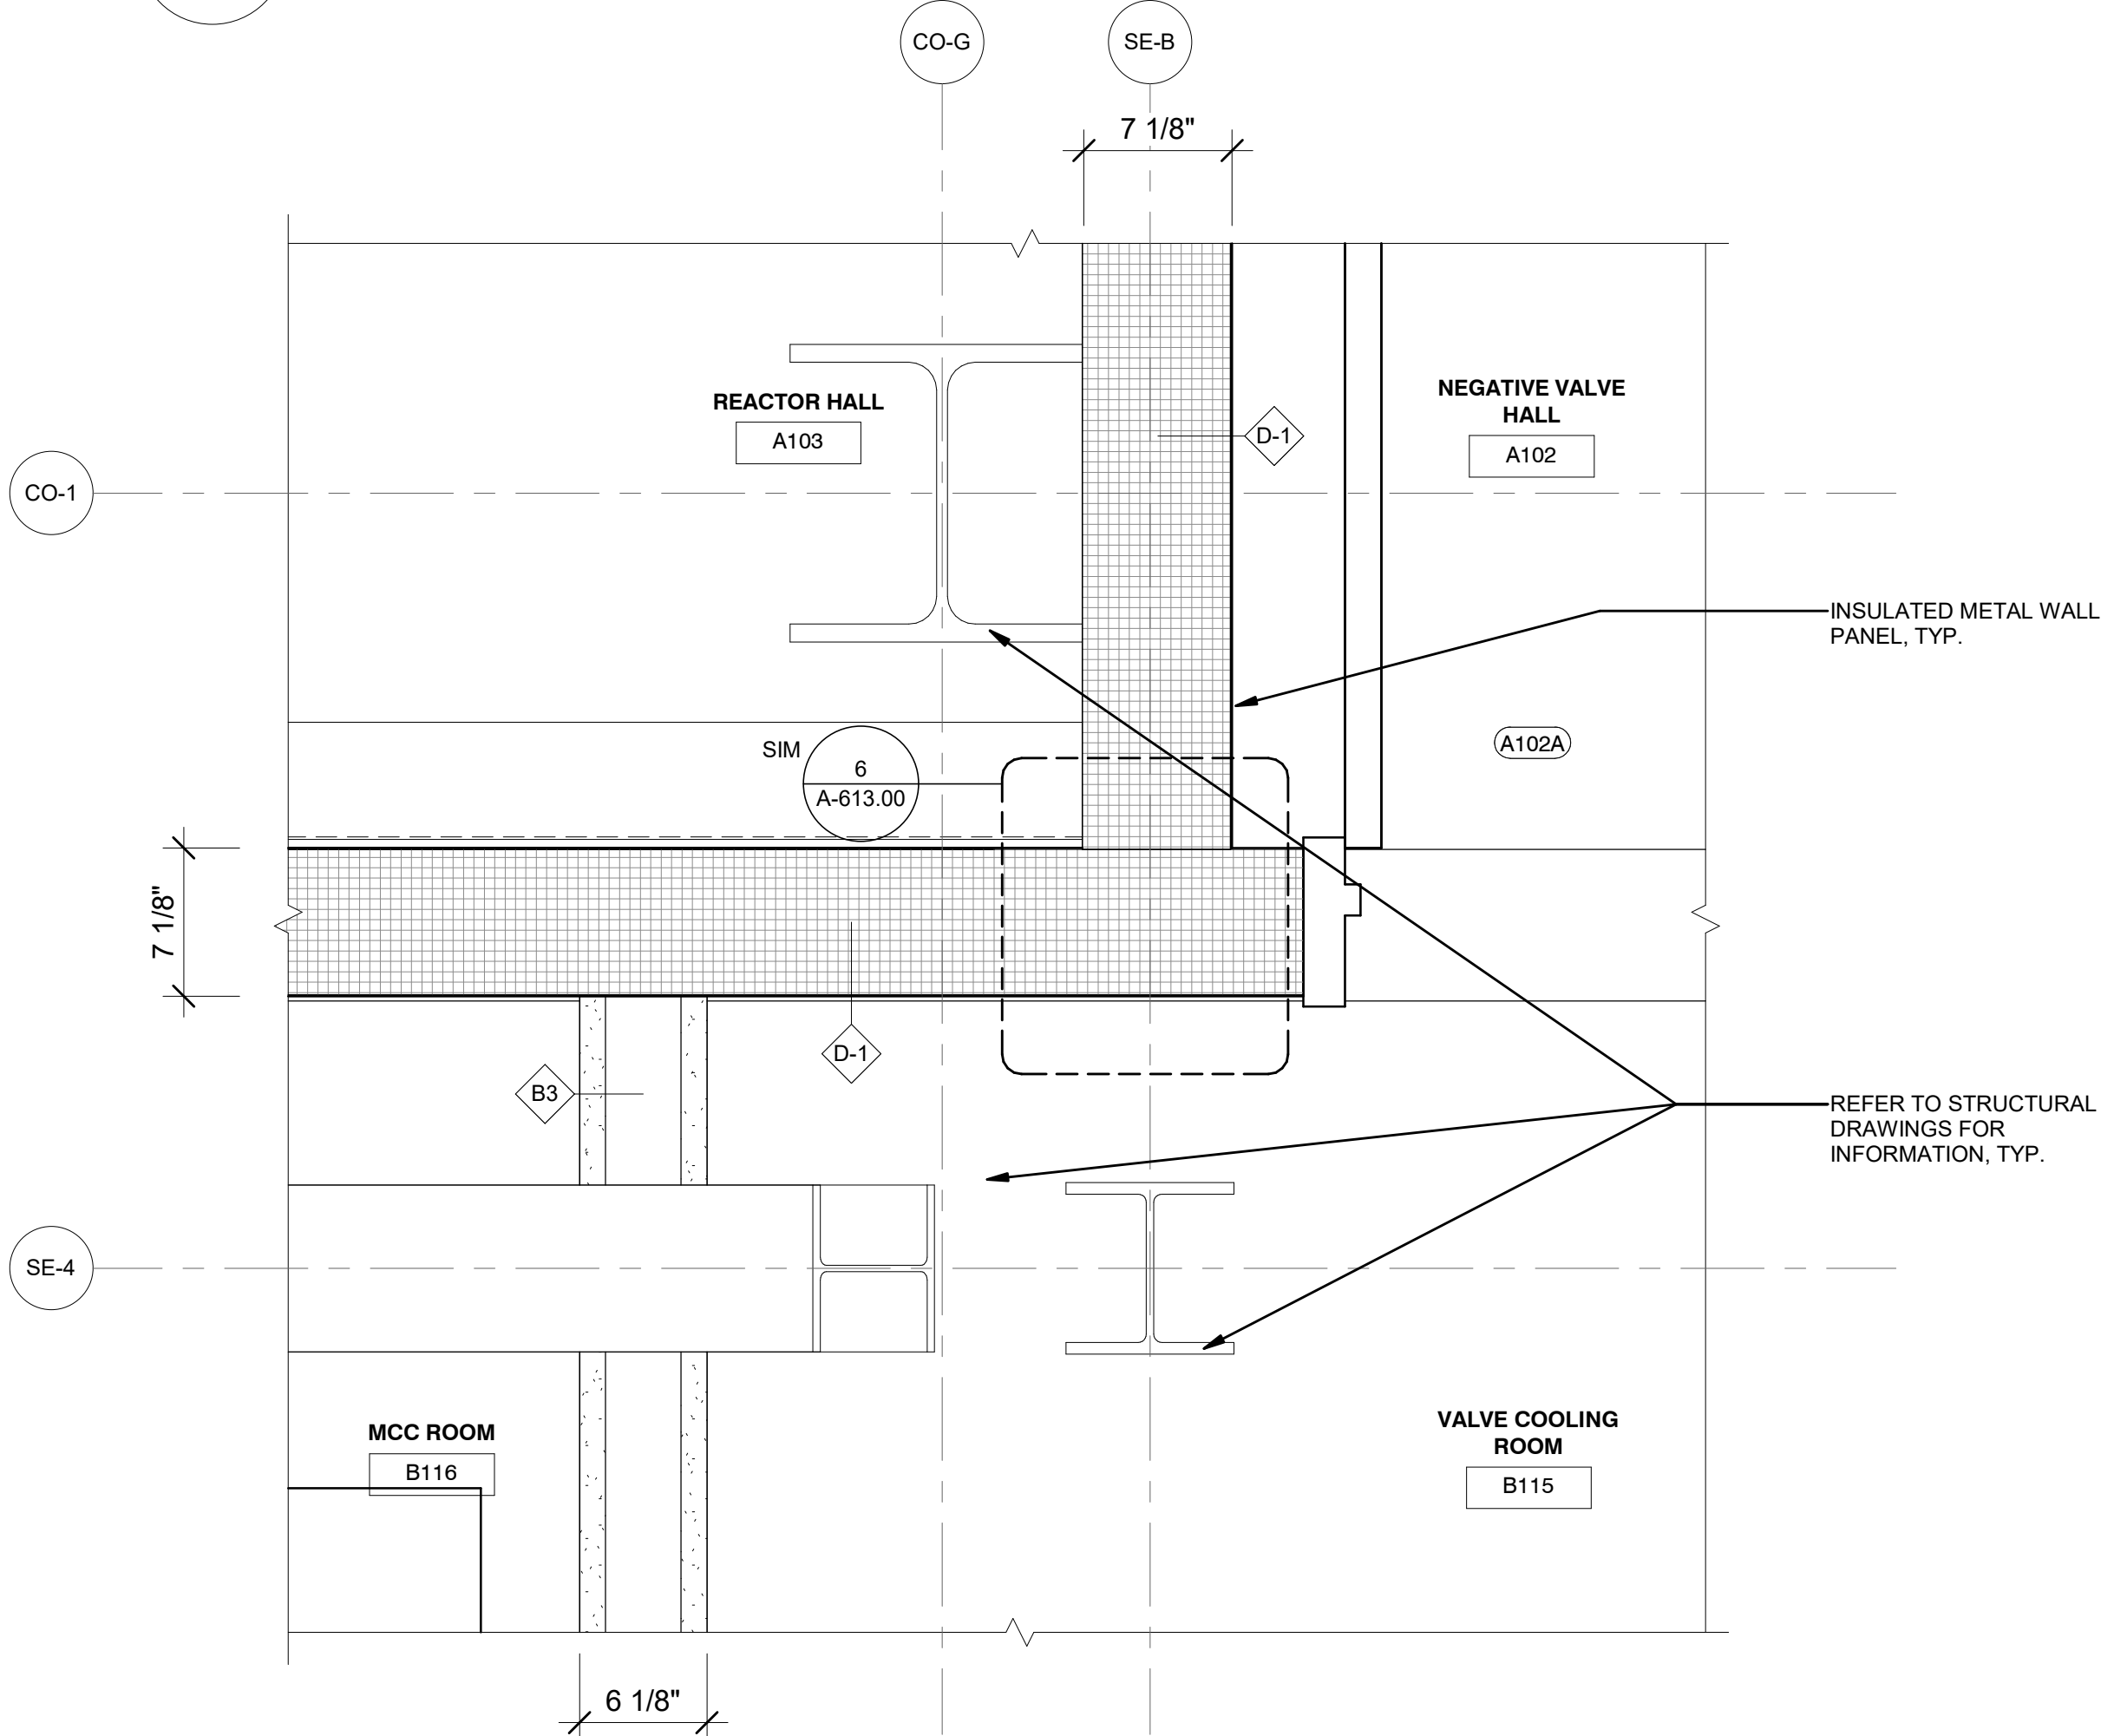 CO-G
SE-B
7 1/8"
REACTOR HALL
A103
NEGATIVE VALVE
HALL
A102
D-1
CO-1
INSULATED METAL WALL
PANEL, TYP.
SIM
6
A-613.00
A102A
7 1/8"
D-1
B3
REFER TO STRUCTURAL
DRAWINGS FOR
INFORMATION, TYP.
SE-4
MCC ROOM
B116
VALVE COOLING
ROOM
B115
6 1/8"